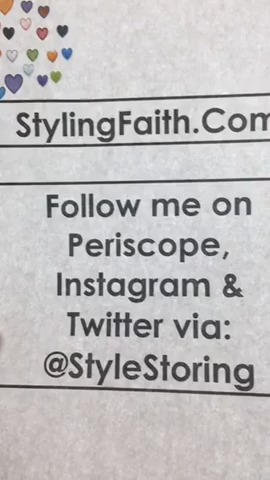 StylingFaith.Com
Follow me on
Periscope,
Instagram &
Twitter via:
@StyleStoring